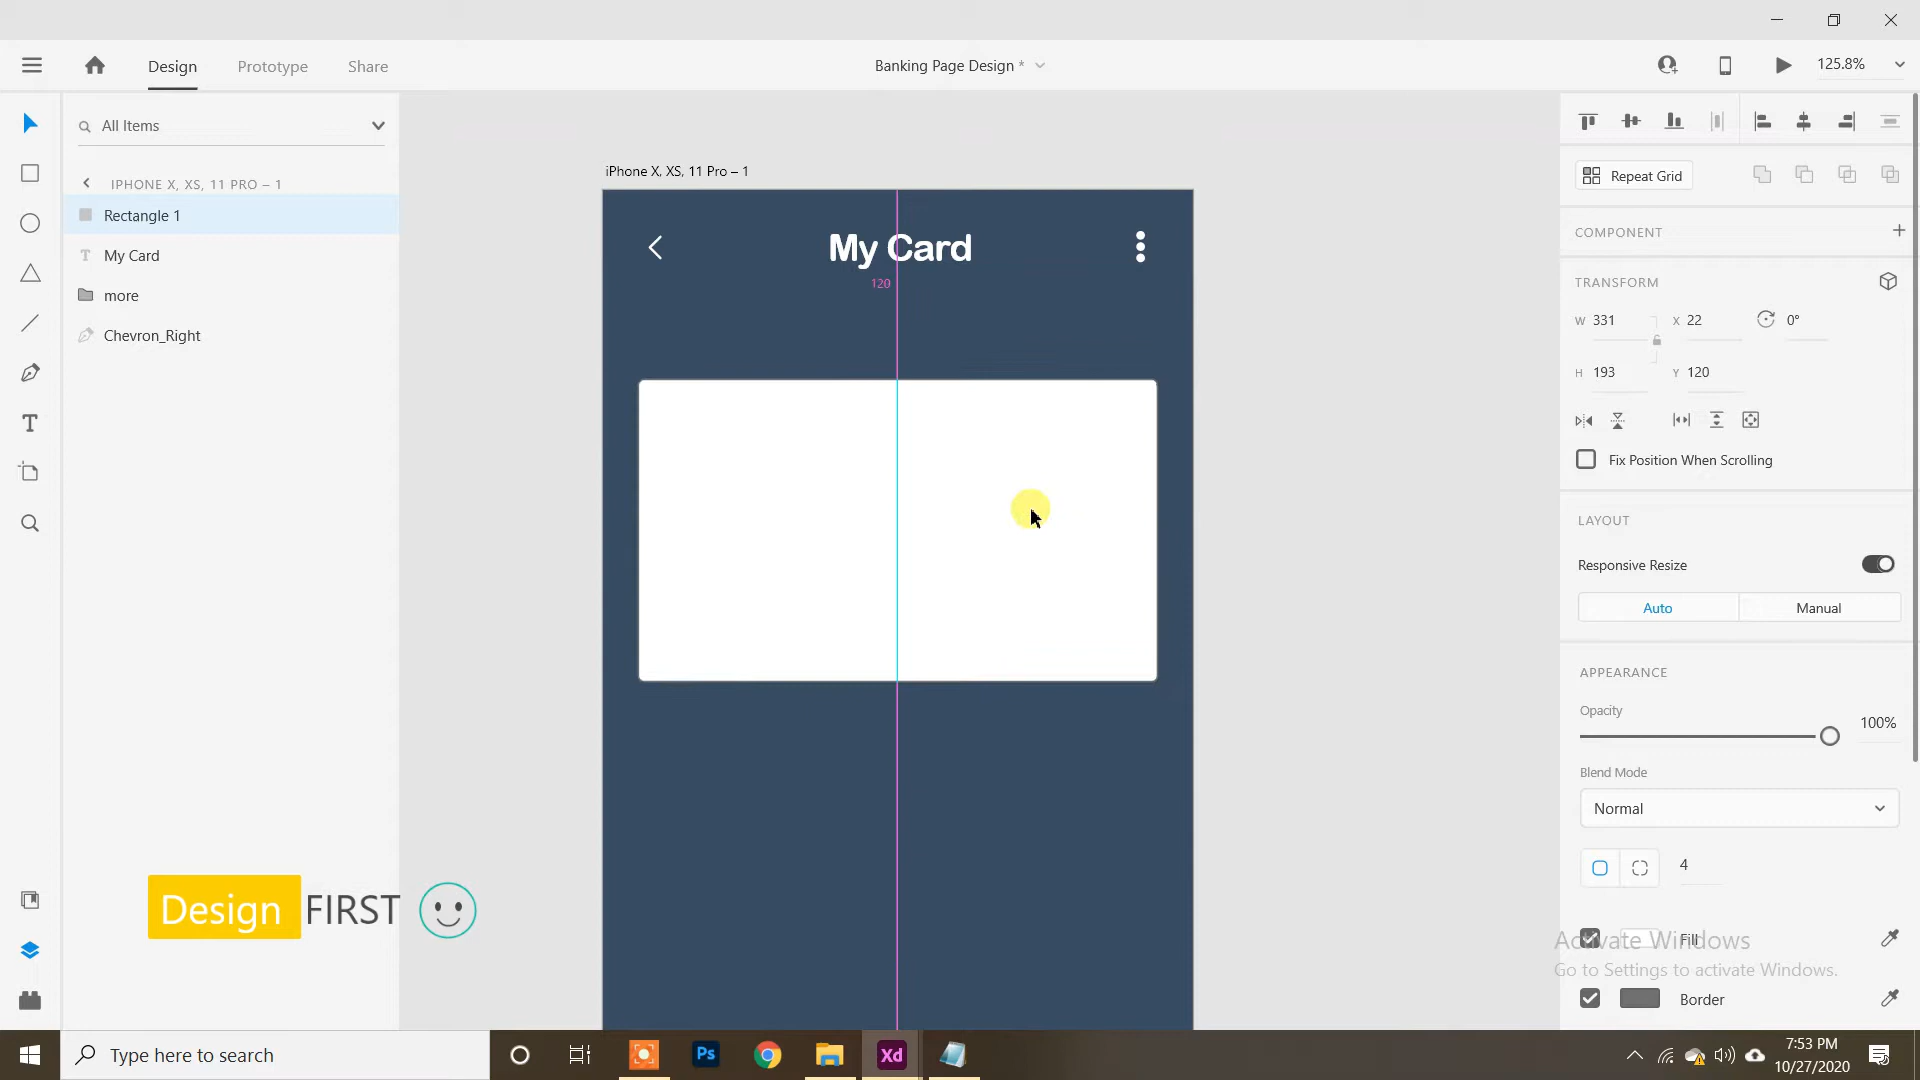 Design
Prototype
Share
Banking Page Design *
125.8%
All Items
IPHONE X, XS, 11 PRO – 1
Rectangle 1
My Card
more
Chevron_Right
iPhone X, XS, 11 Pro – 1
My Card
120
Repeat Grid
COMPONENT
TRANSFORM
W 331
X 22
0°
H 193
Y 120
Fix Position When Scrolling
LAYOUT
Responsive Resize
Auto
Manual
APPEARANCE
Opacity
100%
Blend Mode
Normal
4
Fill
Border
Activate Windows
Go to Settings to activate Windows.
Design FIRST
Type here to search
Ps
Xd
7:53 PM
10/27/2020